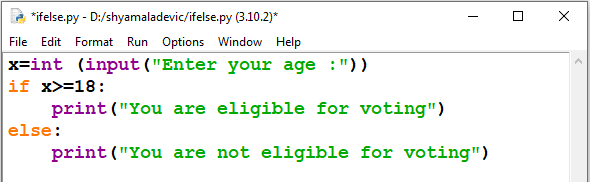 *ifelse.py - D:/shyamaladevic/ifelse.py (3.10.2)*
File Edit Format Run Options Window Help
x=int (input("Enter your age :"))
if x>=18:
    print("You are eligible for voting")
else:
    print("You are not eligible for voting")